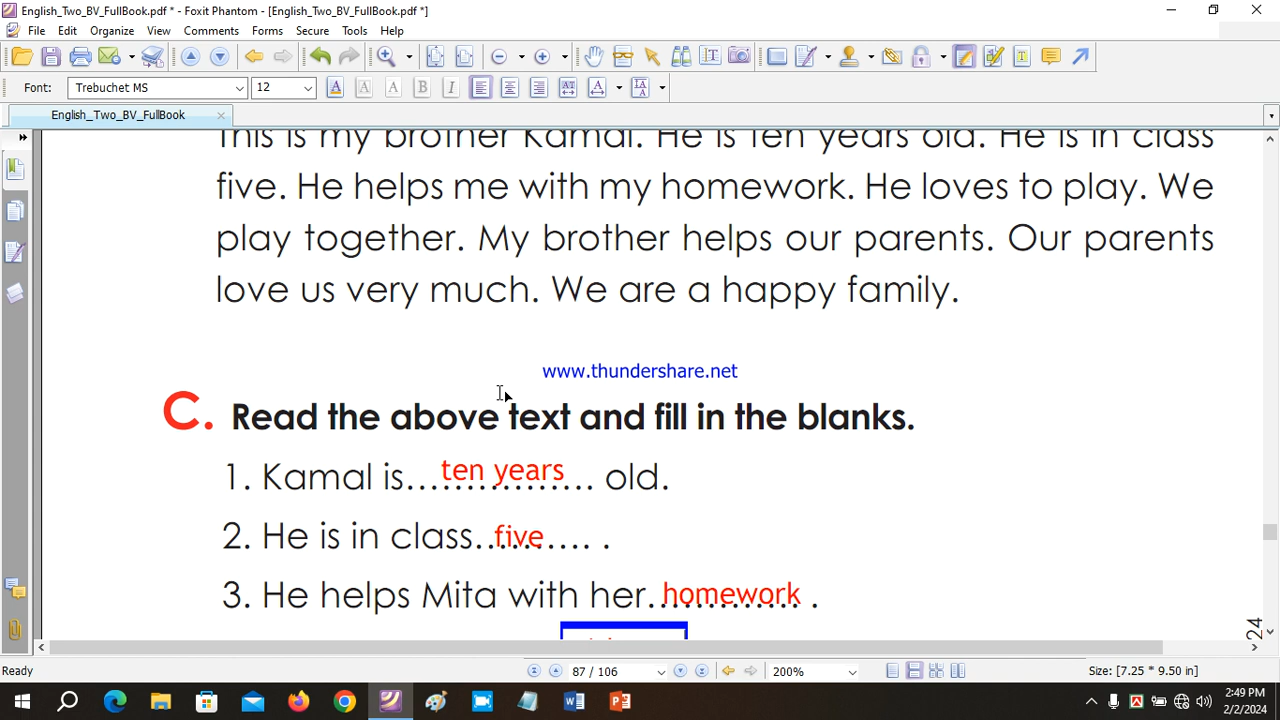 English_Two_BV_FullBook.pdf * - Foxit Phantom - [English_Two_BV_FullBook.pdf *]
File Edit Organize View Comments Forms Secure Tools Help
Font: Trebuchet MS 12
English_Two_BV_FullBook
This is my brother Kamal. He is ten years old. He is in class
five. He helps me with my homework. He loves to play. We
play together. My brother helps our parents. Our parents
love us very much. We are a happy family.
www.thundershare.net
C. Read the above text and fill in the blanks.
1. Kamal is...ten years... old.
2. He is in class...five... .
3. He helps Mita with her...homework... .
24
Ready 87 / 106 200% Size: [7.25 * 9.50 in]
2:49 PM
2/2/2024